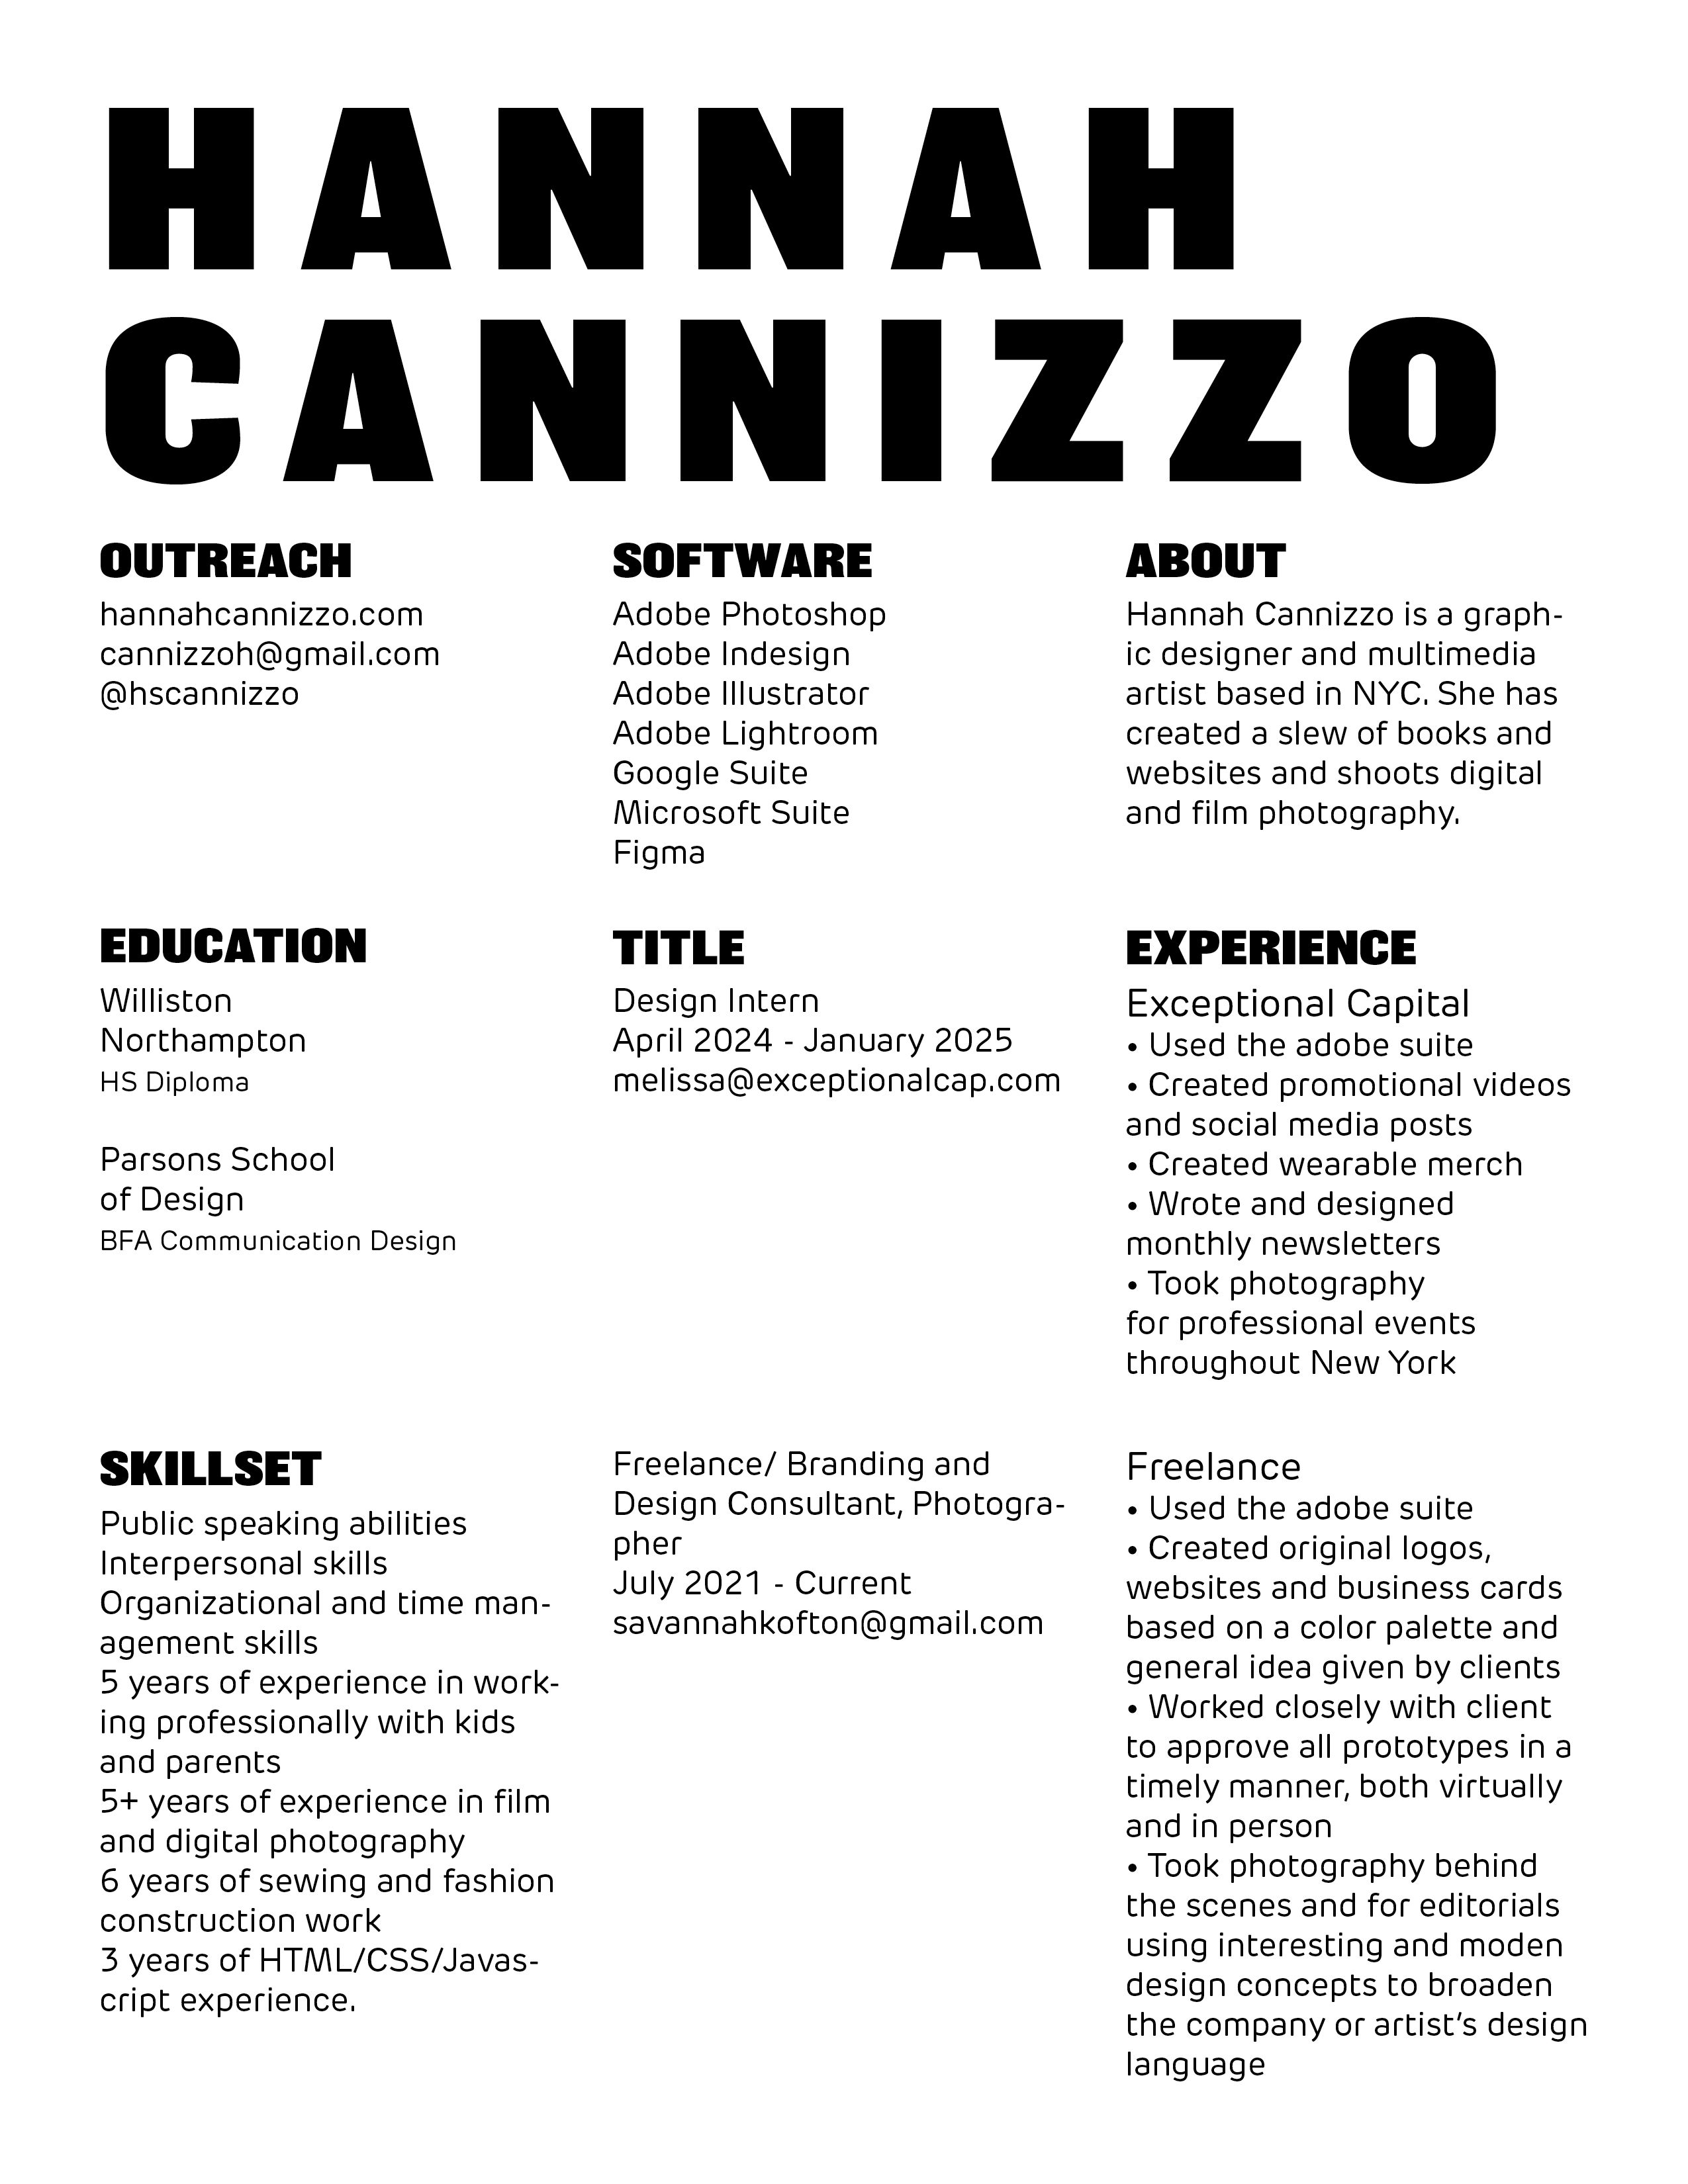 HANNAH
CANNIZZO
OUTREACH
hannahcannizzo.com
cannizzoh@gmail.com
@hscannizzo
SOFTWARE
Adobe Photoshop
Adobe Indesign
Adobe Illustrator
Adobe Lightroom
Google Suite
Microsoft Suite
Figma
ABOUT
Hannah Cannizzo is a graph-
ic designer and multimedia
artist based in NYC. She has
created a slew of books and
websites and shoots digital
and film photography.
EDUCATION
Williston
Northampton
HS Diploma
Parsons School
of Design
BFA Communication Design
TITLE
Design Intern
April 2024 - January 2025
melissa@exceptionalcap.com
EXPERIENCE
Exceptional Capital
• Used the adobe suite
• Created promotional videos
and social media posts
• Created wearable merch
• Wrote and designed
monthly newsletters
• Took photography
for professional events
throughout New York
SKILLSET
Public speaking abilities
Interpersonal skills
Organizational and time man-
agement skills
5 years of experience in work-
ing professionally with kids
and parents
5+ years of experience in film
and digital photography
6 years of sewing and fashion
construction work
3 years of HTML/CSS/Javas-
cript experience.
Freelance/ Branding and
Design Consultant, Photogra-
pher
July 2021 - Current
savannahkofton@gmail.com
Freelance
• Used the adobe suite
• Created original logos,
websites and business cards
based on a color palette and
general idea given by clients
• Worked closely with client
to approve all prototypes in a
timely manner, both virtually
and in person
• Took photography behind
the scenes and for editorials
using interesting and moden
design concepts to broaden
the company or artist’s design
language